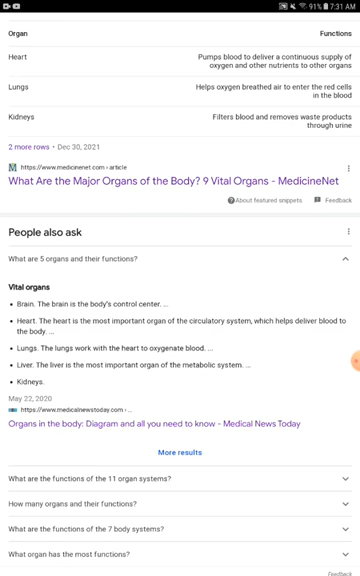 91% 7:31 AM
Organ Functions
Heart Pumps blood to deliver a continuous supply of
oxygen and other nutrients to other organs
Lungs Helps oxygen breathed air to enter the red cells
in the blood
Kidneys Filters blood and removes waste products
through urine
2 more rows • Dec 30, 2021
M https://www.medicinenet.com › article
What Are the Major Organs of the Body? 9 Vital Organs - MedicineNet
About featured snippets Feedback
People also ask
What are 5 organs and their functions?
Vital organs
• Brain. The brain is the body's control center. ...
• Heart. The heart is the most important organ of the circulatory system, which helps deliver blood to
the body. ...
• Lungs. The lungs work with the heart to oxygenate blood. ...
• Liver. The liver is the most important organ of the metabolic system. ...
• Kidneys.
May 22, 2020
https://www.medicalnewstoday.com › ...
Organs in the body: Diagram and all you need to know - Medical News Today
More results
What are the functions of the 11 organ systems?
How many organs and their functions?
What are the functions of the 7 body systems?
What organ has the most functions?
Feedback